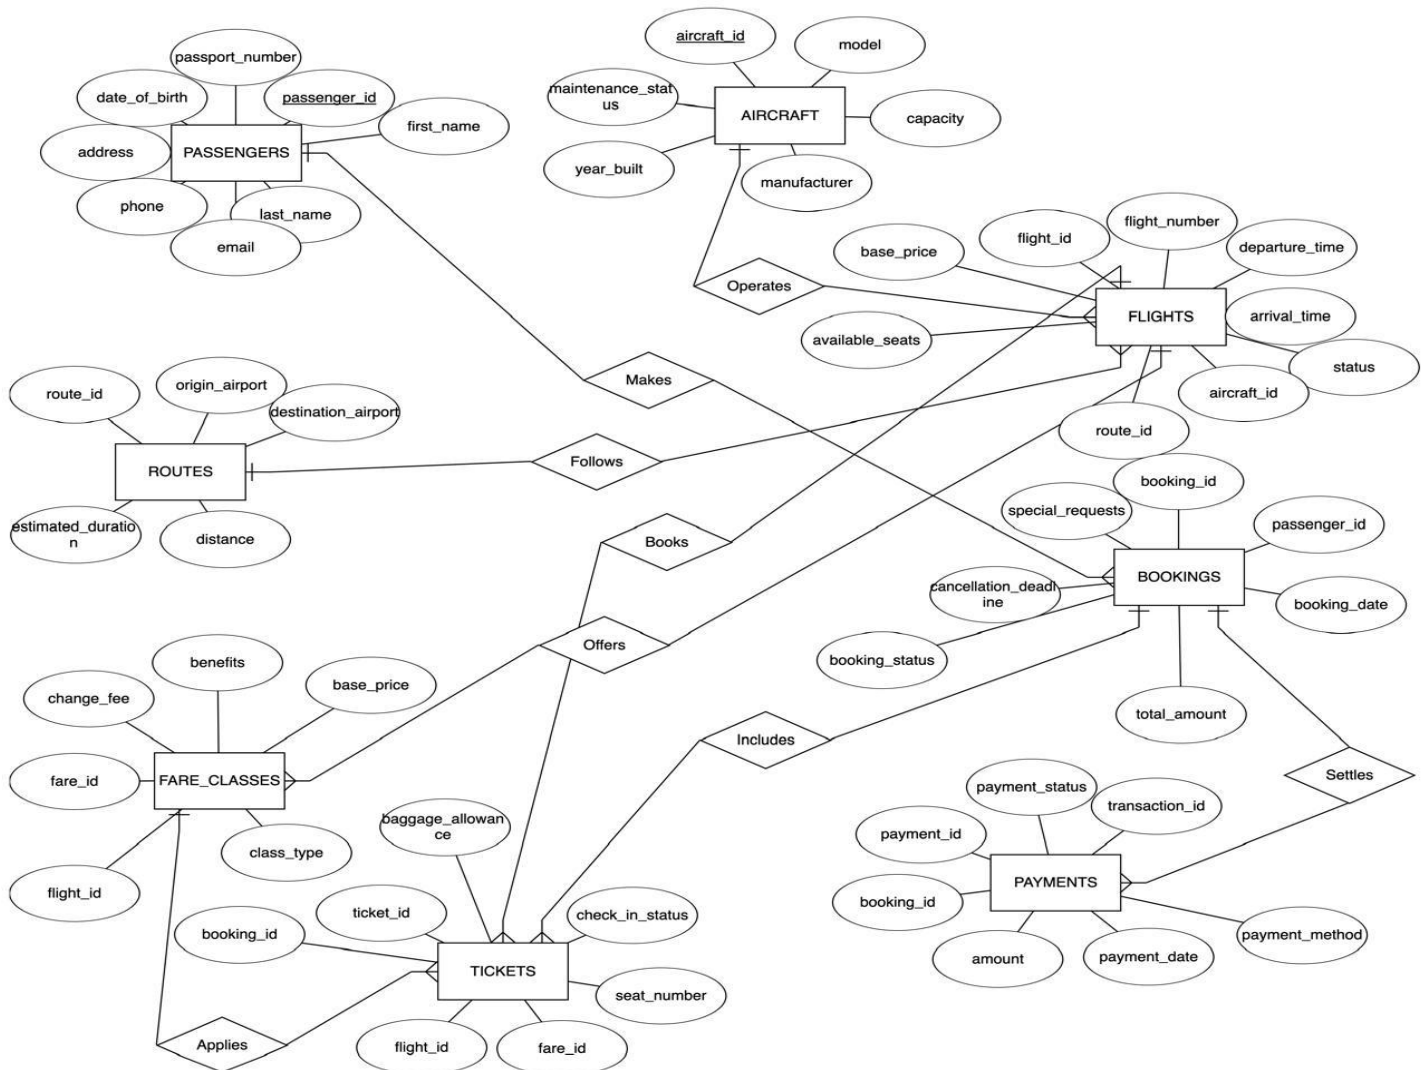 passport_number
date_of_birth
passenger_id
first_name
address
PASSENGERS
phone
last_name
email
aircraft_id
model
maintenance_stat
us
AIRCRAFT
capacity
year_built
manufacturer
flight_number
flight_id
base_price
departure_time
Operates
FLIGHTS
arrival_time
available_seats
status
aircraft_id
route_id
Makes
route_id
origin_airport
destination_airport
ROUTES
Follows
estimated_duratio
n
distance
booking_id
special_requests
passenger_id
Books
BOOKINGS
cancellation_deadl
ine
booking_date
booking_status
total_amount
Offers
benefits
change_fee
base_price
fare_id
FARE_CLASSES
class_type
flight_id
Includes
Settles
payment_status
transaction_id
payment_id
PAYMENTS
booking_id
amount
payment_date
payment_method
baggage_allowan
ce
ticket_id
check_in_status
booking_id
TICKETS
seat_number
Applies
flight_id
fare_id